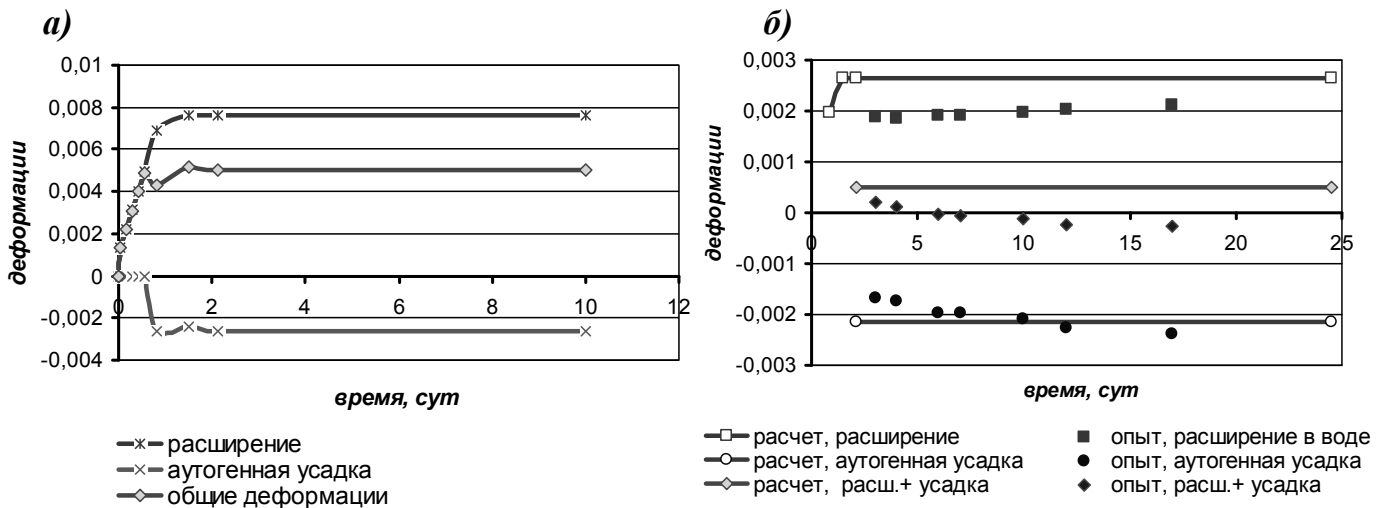 а)
0,01
0,008
0,006
0,004
0,002
0
-0,002
-0,004
0 2 4 6 8 10 12
деформации
время, сут
расширение
аутогенная усадка
общие деформации
б)
0,003
0,002
0,001
0
-0,001
-0,002
-0,003
0 5 10 15 20 25
деформации
время, сут
расчет, расширение
расчет, аутогенная усадка
расчет, расш.+ усадка
опыт, расширение в воде
опыт, аутогенная усадка
опыт, расш.+ усадка